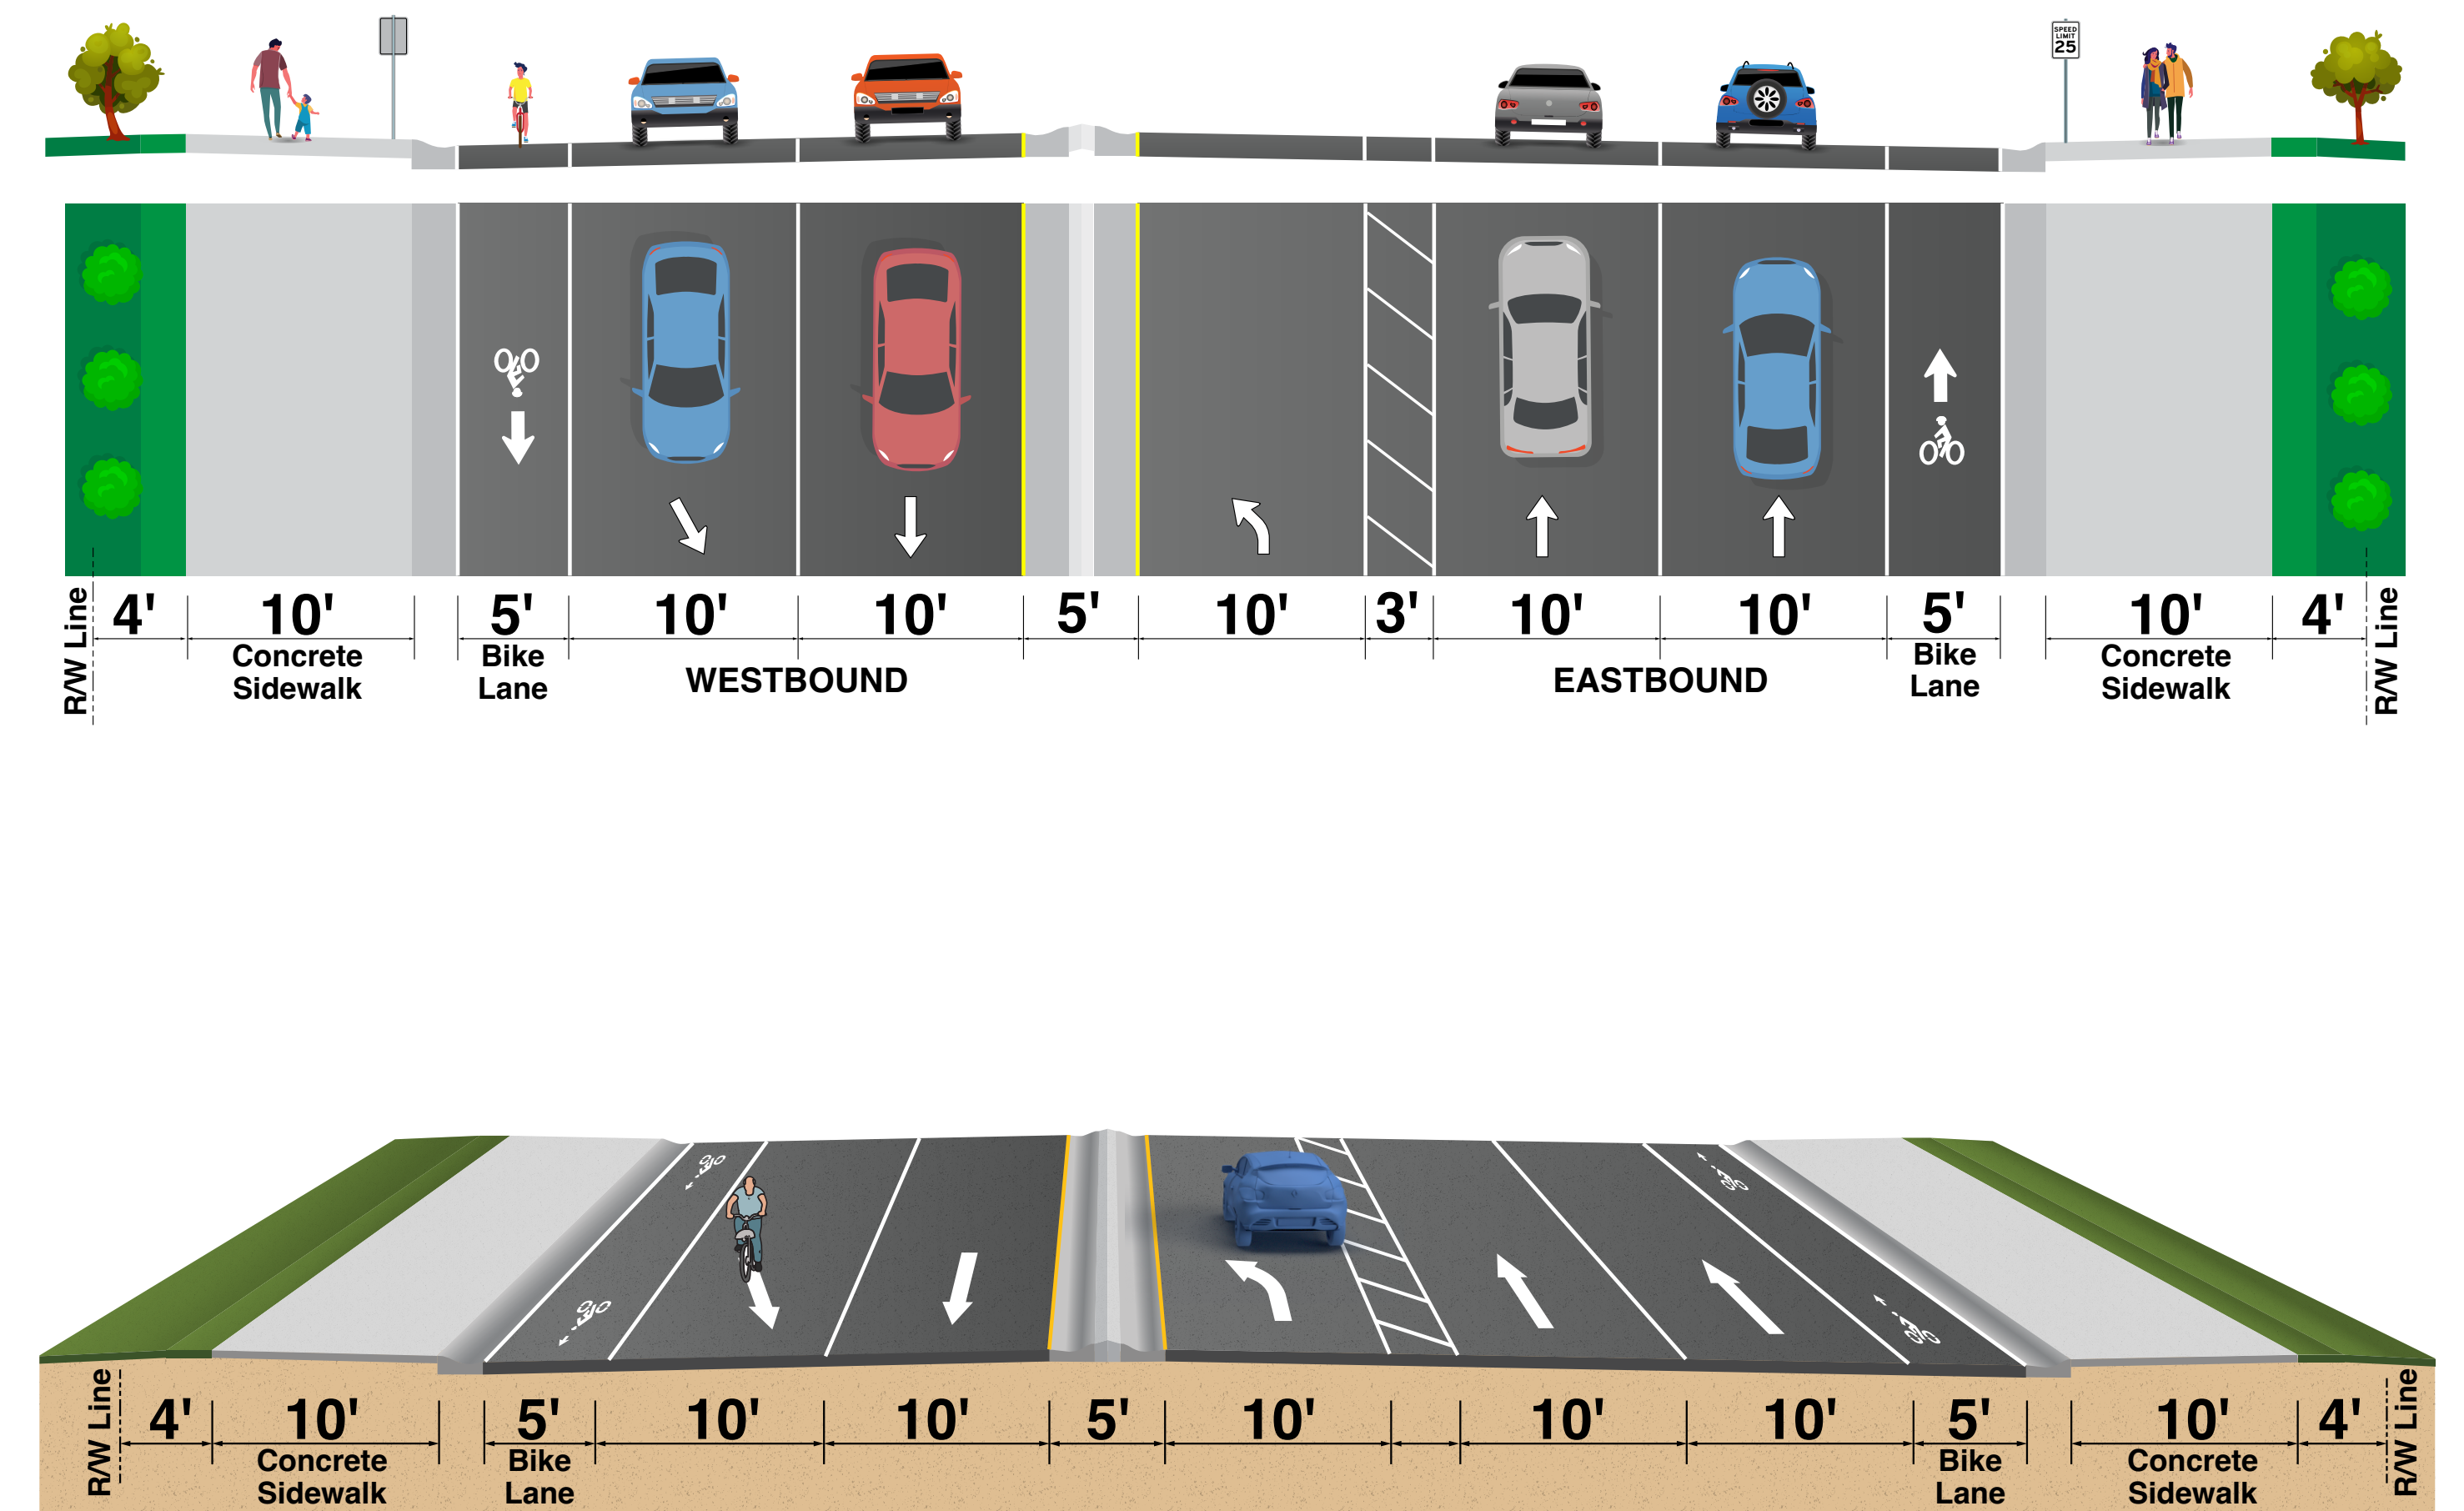 SPEED
LIMIT
25
R/W Line
4'
10'
Concrete
Sidewalk
5'
Bike
Lane
10'
10'
WESTBOUND
5'
10'
3'
10'
10'
EASTBOUND
5'
Bike
Lane
10'
Concrete
Sidewalk
4'
R/W Line
R/W Line
4'
10'
Concrete
Sidewalk
5'
Bike
Lane
10'
10'
5'
10'
10'
10'
5'
Bike
Lane
10'
Concrete
Sidewalk
4'
R/W Line